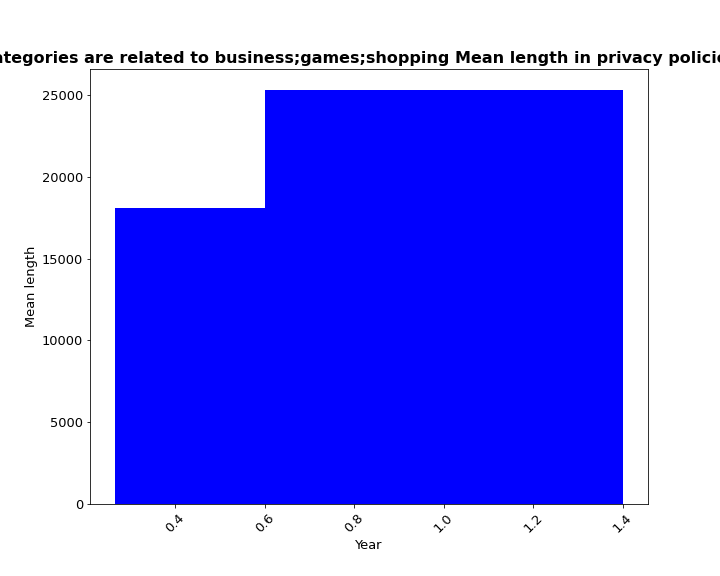 ategories are related to business;games;shopping Mean length in privacy policie
25000
20000
15000
10000
5000
0
Mean length
0.4 0.6 0.8 1.0 1.2 1.4
Year